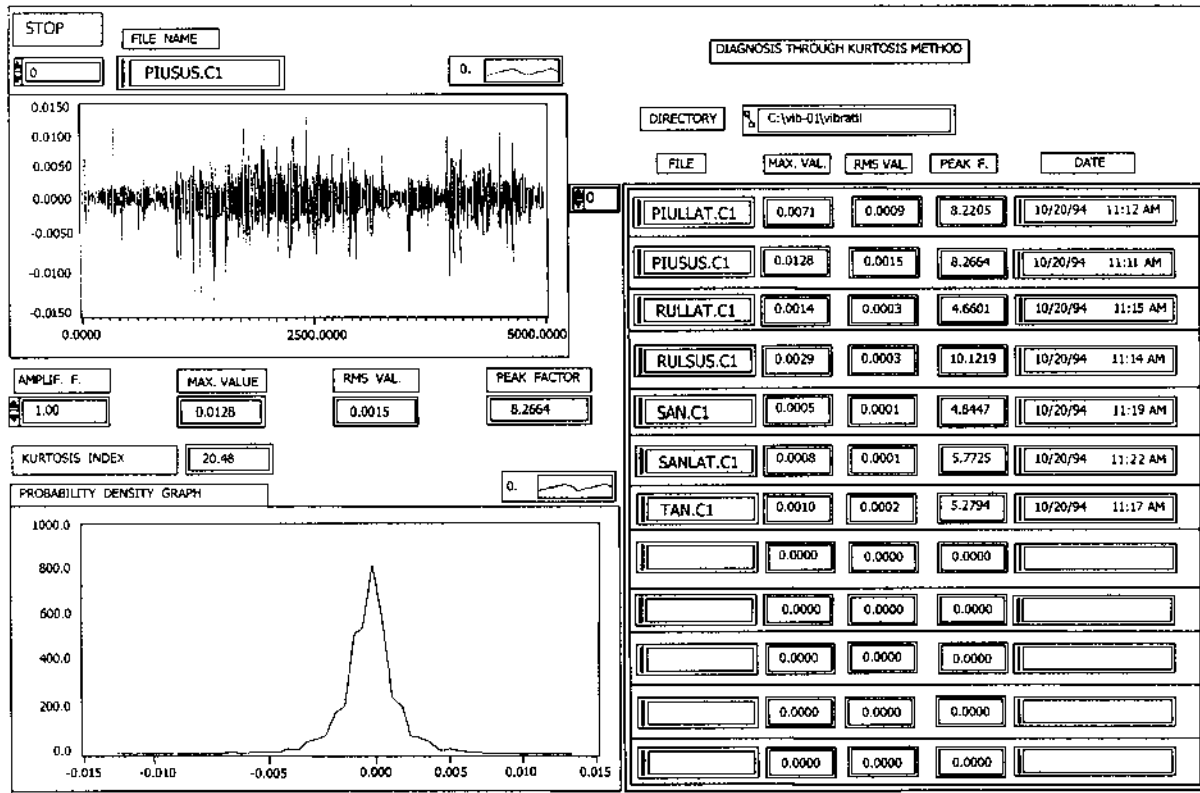 STOP
FILE NAME
0
PIUSUS.C1
0.
DIAGNOSIS THROUGH KURTOSIS METHOD
DIRECTORY
C:\vib-01\vibratil
FILE MAX. VAL. RMS VAL. PEAK F. DATE
0.0150
0.0100
0.0050
0.0000
-0.0050
-0.0100
-0.0150
0.0000 2500.0000 5000.0000
0
PIULLAT.C1 0.0071 0.0009 8.2205 10/20/94 11:12 AM
PIUSUS.C1 0.0128 0.0015 8.2664 10/20/94 11:11 AM
RULLAT.C1 0.0014 0.0003 4.6601 10/20/94 11:15 AM
RULSUS.C1 0.0029 0.0003 10.1219 10/20/94 11:14 AM
SAN.C1 0.0005 0.0001 4.8447 10/20/94 11:19 AM
SANLAT.C1 0.0008 0.0001 5.7725 10/20/94 11:22 AM
TAN.C1 0.0010 0.0002 5.2794 10/20/94 11:17 AM
0.0000 0.0000 0.0000
0.0000 0.0000 0.0000
0.0000 0.0000 0.0000
0.0000 0.0000 0.0000
0.0000 0.0000 0.0000
AMPLIF. F. MAX. VALUE RMS VAL. PEAK FACTOR
1.00 0.0128 0.0015 8.2664
KURTOSIS INDEX 20.48
PROBABILITY DENSITY GRAPH
0.
1000.0
800.0
600.0
400.0
200.0
0.0
-0.015 -0.010 -0.005 0.000 0.005 0.010 0.015